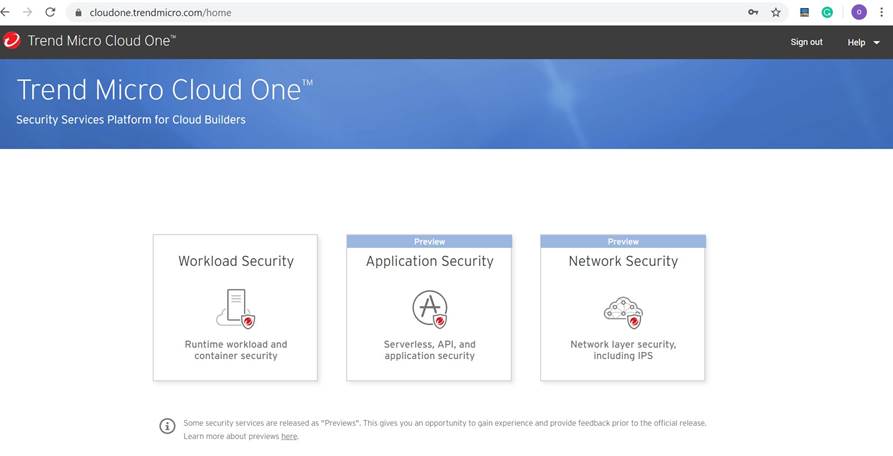 cloudone.trendmicro.com/home
O
Trend Micro Cloud One™
Sign out
Help
Trend Micro Cloud One™
Security Services Platform for Cloud Builders
Workload Security
Runtime workload and
container security
Preview
Application Security
Serverless, API, and
application security
Preview
Network Security
Network layer security,
including IPS
Some security services are released as "Previews". This gives you an opportunity to gain experience and provide feedback prior to the official release.
Learn more about previews here.